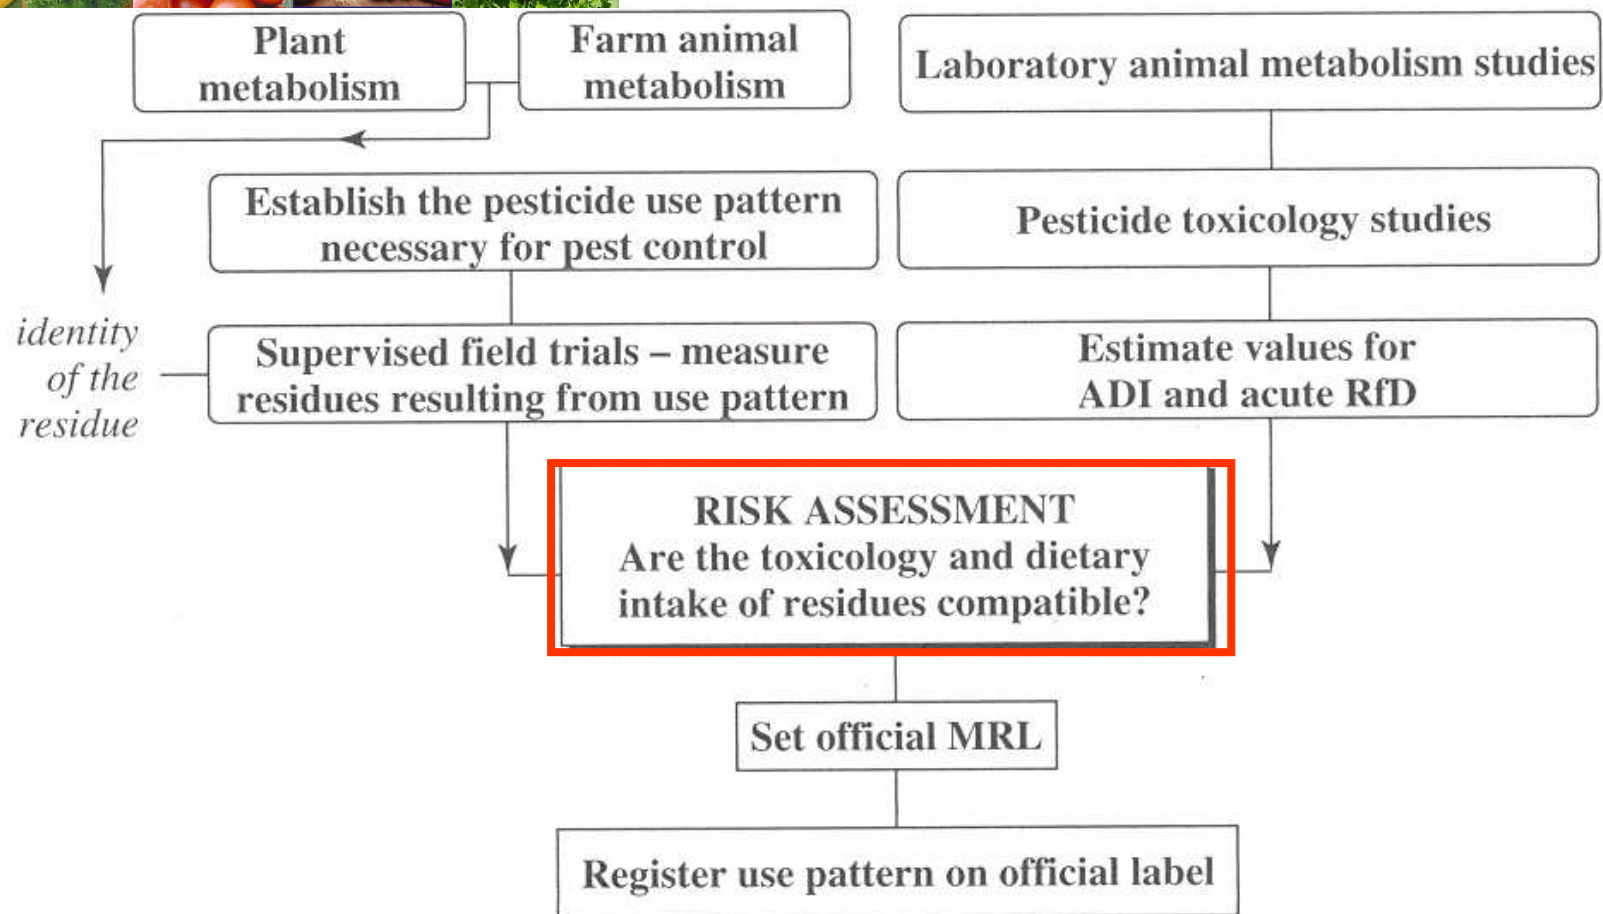 Plant
metabolism
Farm animal
metabolism
Laboratory animal metabolism studies
Establish the pesticide use pattern
necessary for pest control
Pesticide toxicology studies
identity
of the
residue
Supervised field trials – measure
residues resulting from use pattern
Estimate values for
ADI and acute RfD
RISK ASSESSMENT
Are the toxicology and dietary
intake of residues compatible?
Set official MRL
Register use pattern on official label